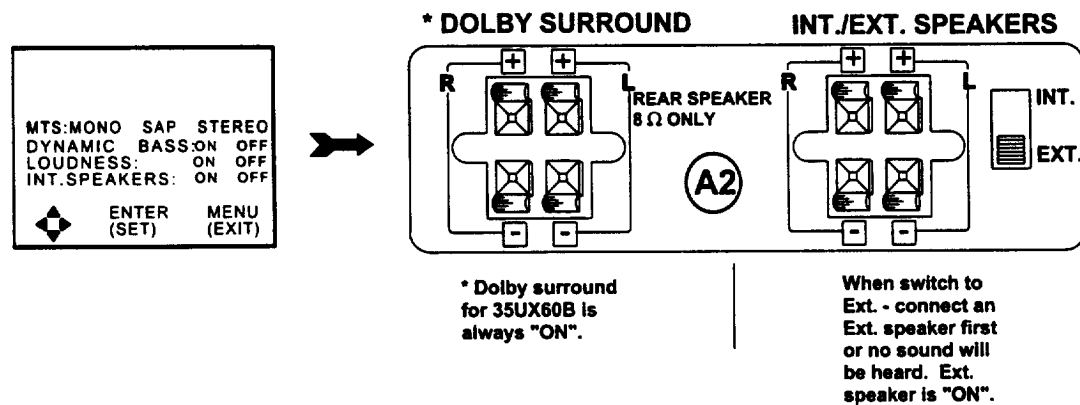 * DOLBY SURROUND
INT./EXT. SPEAKERS
MTS:MONO SAP STEREO
DYNAMIC BASS:ON OFF
LOUDNESS: ON OFF
INT.SPEAKERS: ON OFF
ENTER MENU
(SET) (EXIT)
+ +
R L
REAR SPEAKER
8 Ω ONLY
- -
A2
+ +
R L
- -
INT.
EXT.
* Dolby surround
for 35UX60B is
always "ON".
When switch to
Ext. - connect an
Ext. speaker first
or no sound will
be heard. Ext.
speaker is "ON".